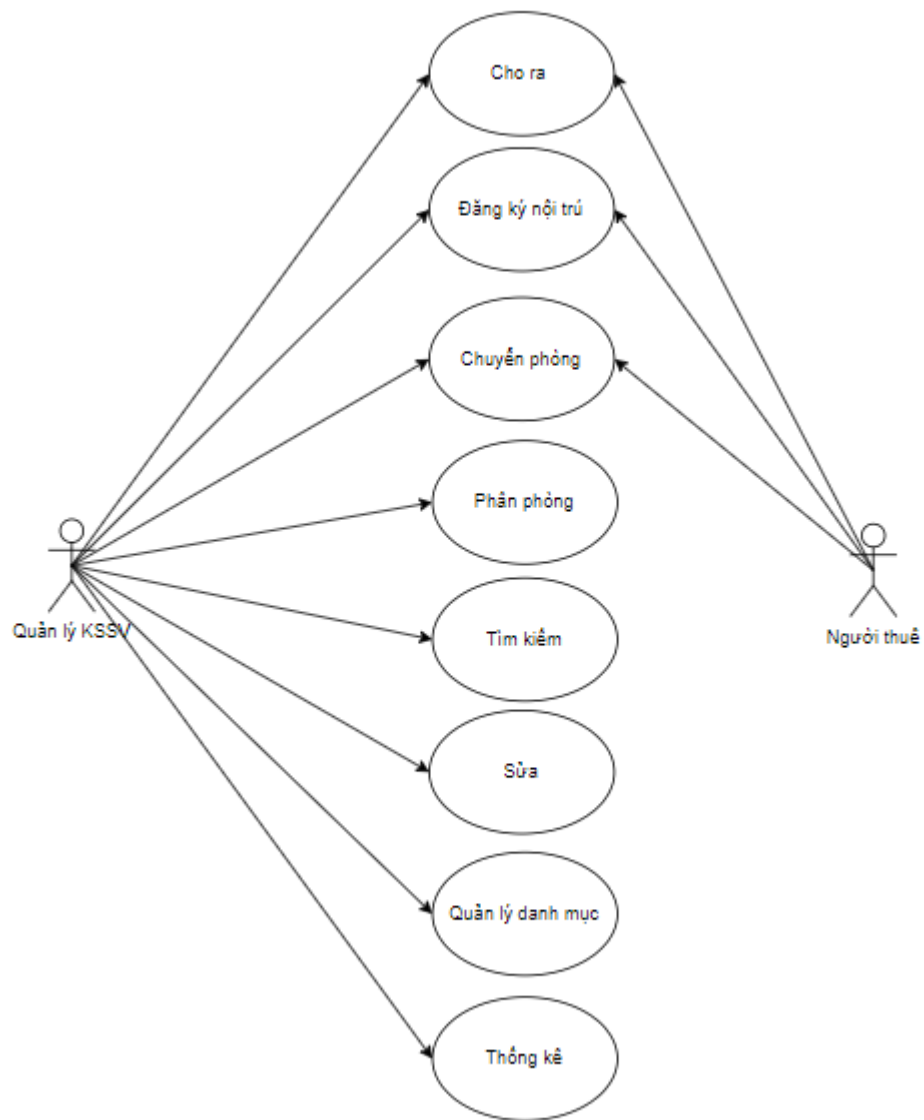 Cho ra
Đăng ký nội trú
Chuyển phòng
Phân phòng
Quản lý KSSV
Tìm kiếm
Người thuê
Sửa
Quản lý danh mục
Thống kê